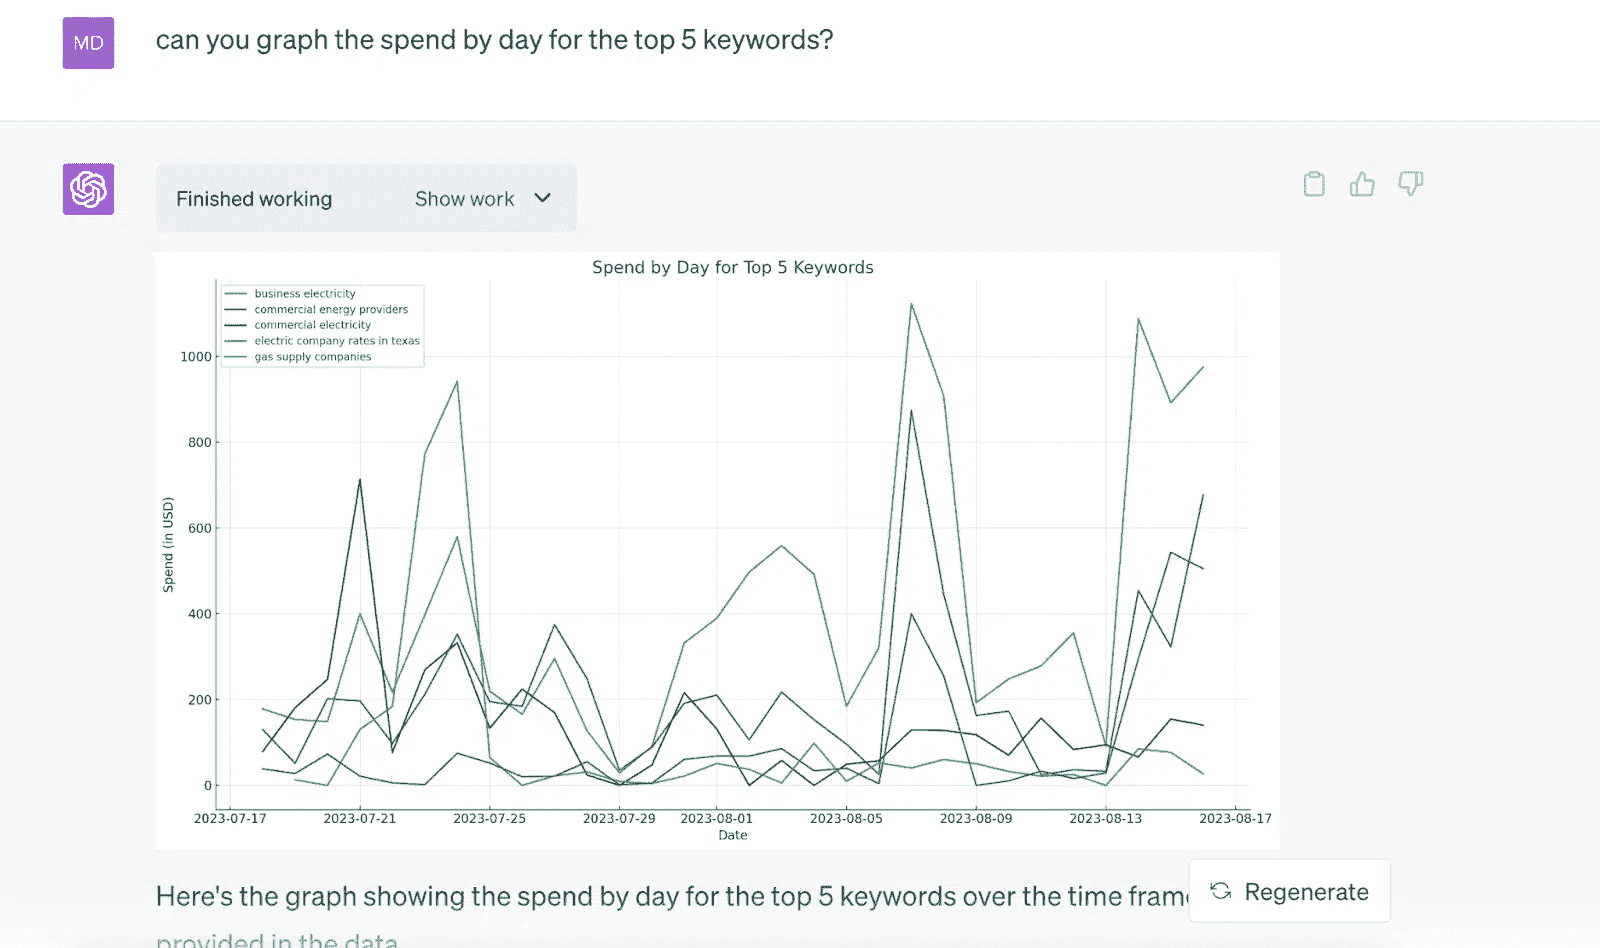 MD
can you graph the spend by day for the top 5 keywords?
Finished working Show work
Spend by Day for Top 5 Keywords
business electricity
commercial energy providers
commercial electricity
electric company rates in texas
gas supply companies
1000
800
600
400
200
0
Spend (in USD)
2023-07-17 2023-07-21 2023-07-25 2023-07-29 2023-08-01 2023-08-05 2023-08-09 2023-08-13 2023-08-17
Date
Here's the graph showing the spend by day for the top 5 keywords over the time frame
Regenerate
provided in the data.